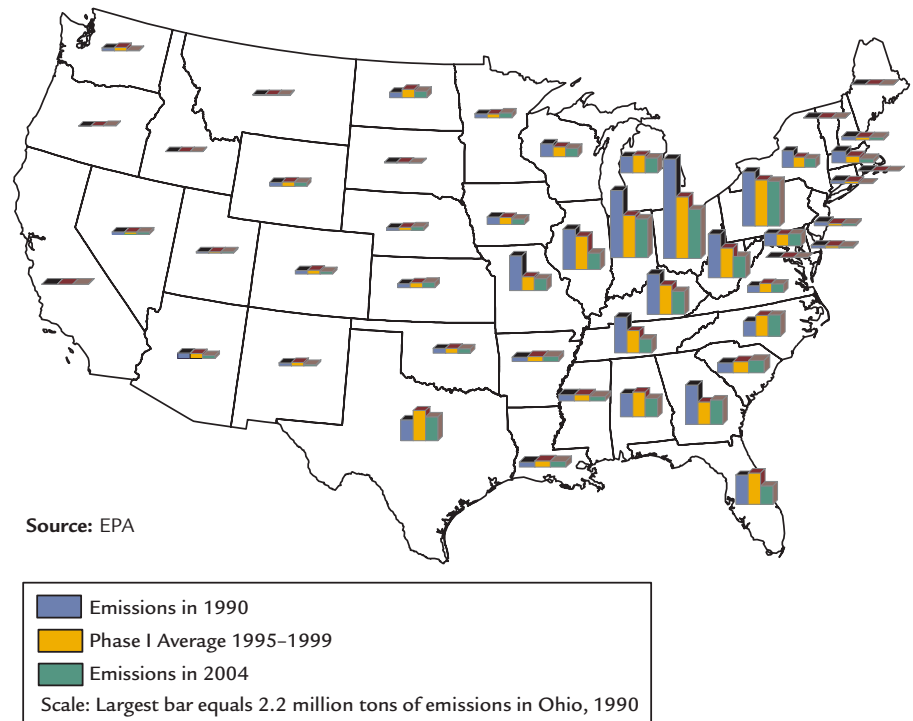 Source: EPA
Emissions in 1990
Phase I Average 1995–1999
Emissions in 2004
Scale: Largest bar equals 2.2 million tons of emissions in Ohio, 1990